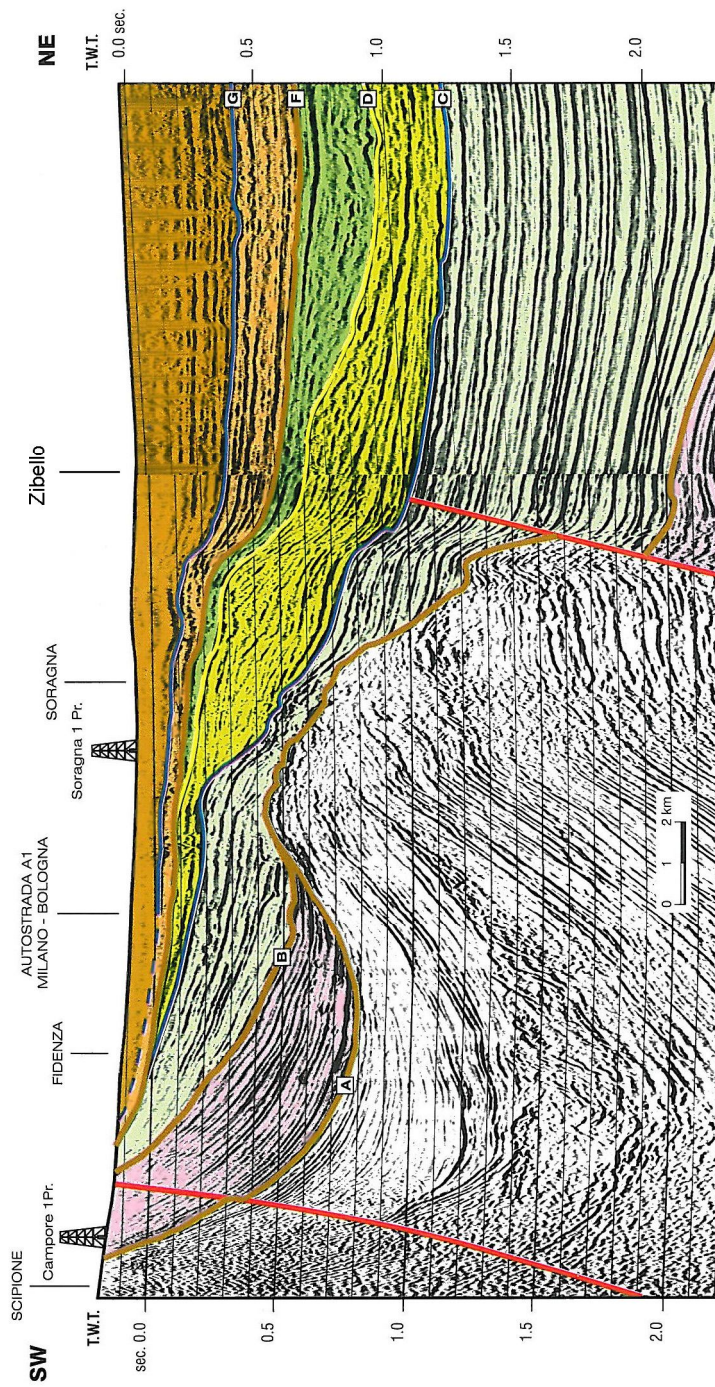 SW
NE
SCIPIONE
Campore 1Pr.
FIDENZA
AUTOSTRADA A1
MILANO - BOLOGNA
Soragna 1 Pr.
SORAGNA
Zibello
T.W.T.
sec. 0.0
0.5
1.0
1.5
2.0
T.W.T.
0.0 sec.
0.5
1.0
1.5
2.0
A
B
G
F
D
C
0 1 2 km